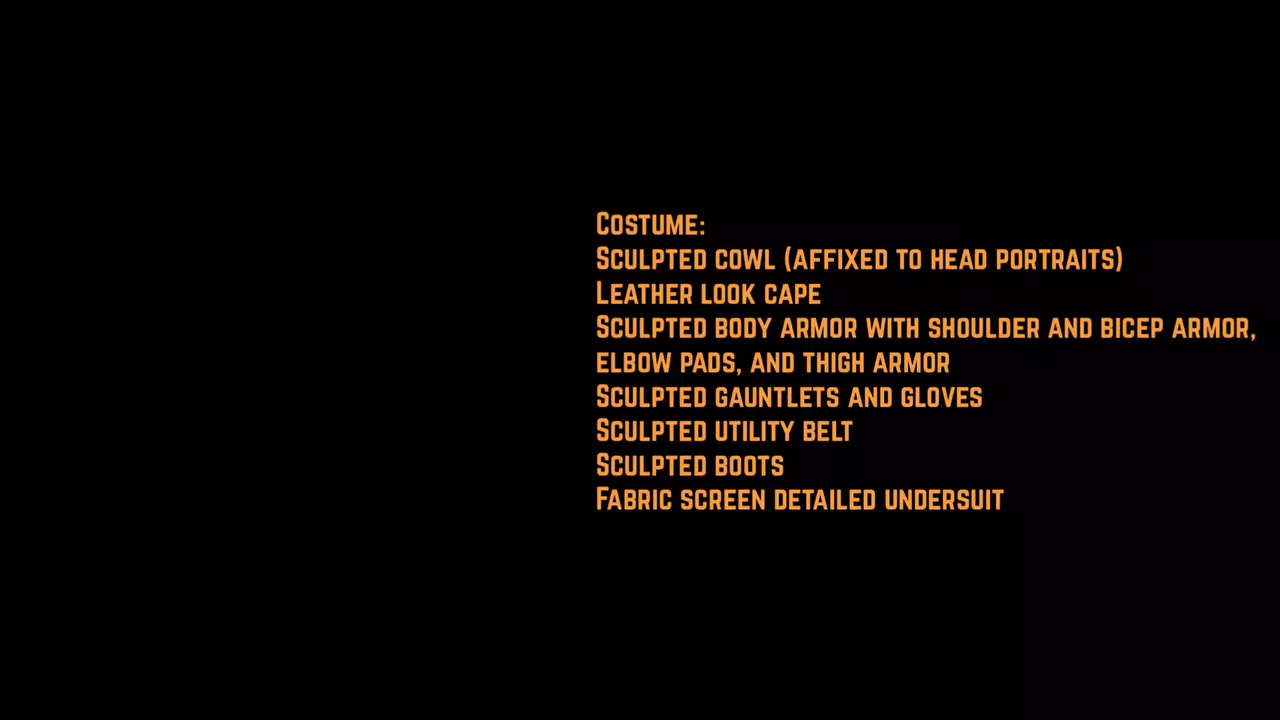 Costume:
Sculpted cowl (affixed to head portraits)
Leather look cape
Sculpted body armor with shoulder and bicep armor,
elbow pads, and thigh armor
Sculpted gauntlets and gloves
Sculpted utility belt
Sculpted boots
Fabric screen detailed undersuit